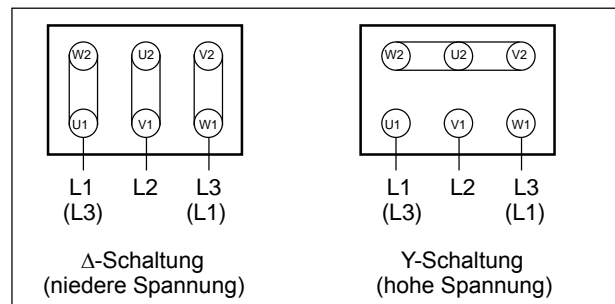 W2 U2 V2
U1 V1 W1
L1 L2 L3
(L3) (L1)
Δ-Schaltung
(niedere Spannung)
W2 U2 V2
U1 V1 W1
L1 L2 L3
(L3) (L1)
Y-Schaltung
(hohe Spannung)